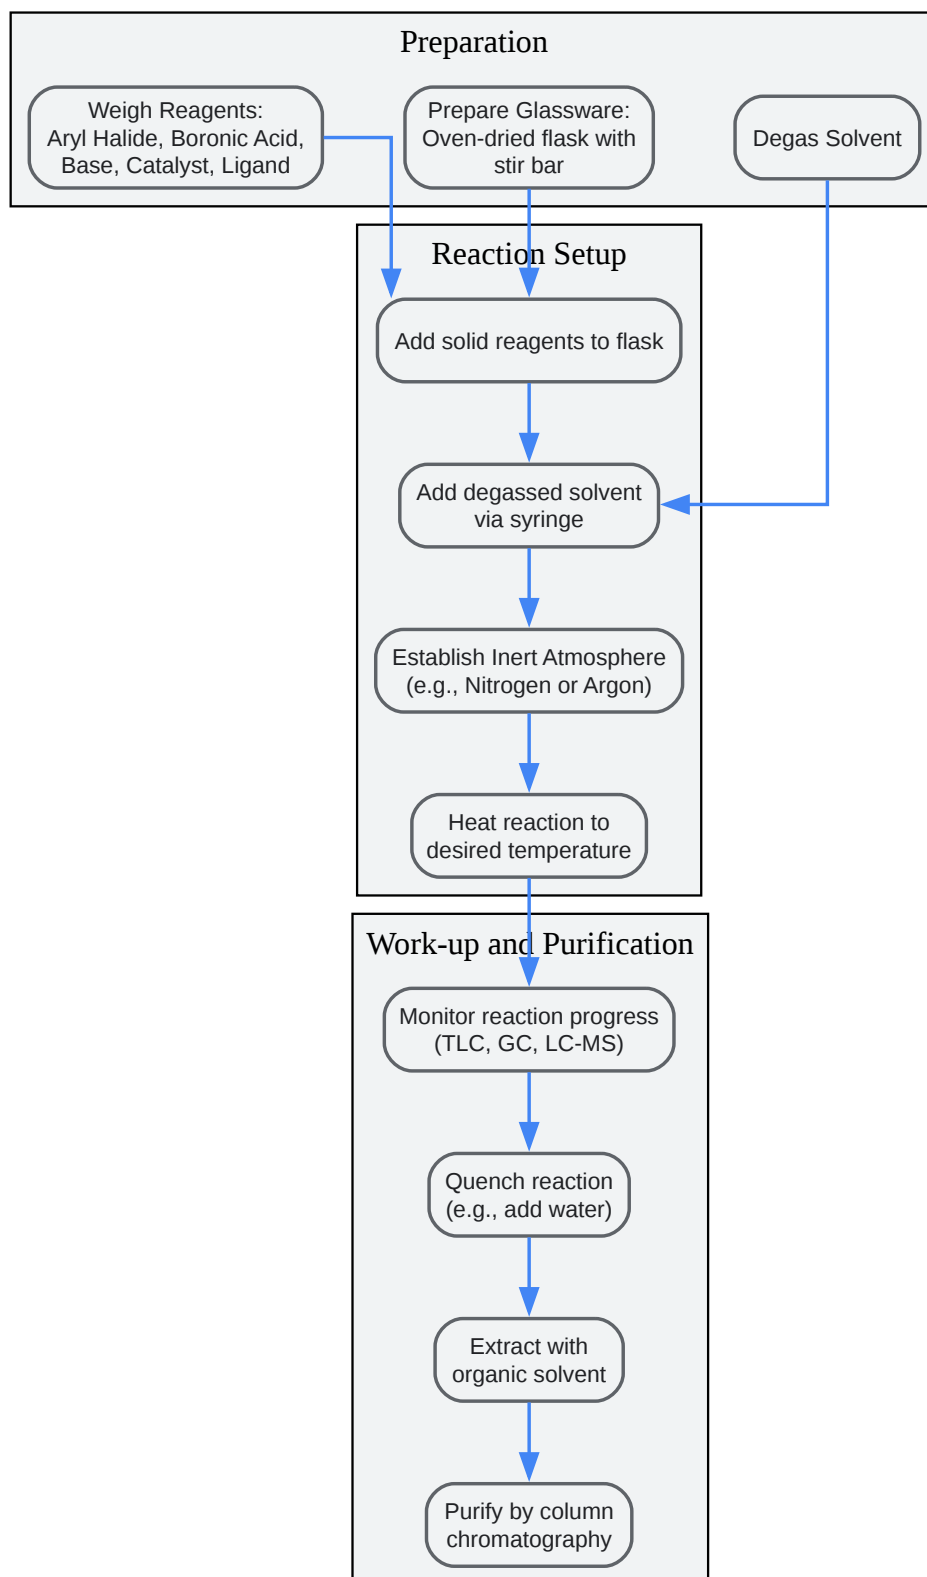 Preparation
Weigh Reagents:
Aryl Halide, Boronic Acid,
Base, Catalyst, Ligand
Prepare Glassware:
Oven-dried flask with
stir bar
Degas Solvent
Reaction Setup
Add solid reagents to flask
Add degassed solvent
via syringe
Establish Inert Atmosphere
(e.g., Nitrogen or Argon)
Heat reaction to
desired temperature
Work-up and Purification
Monitor reaction progress
(TLC, GC, LC-MS)
Quench reaction
(e.g., add water)
Extract with
organic solvent
Purify by column
chromatography